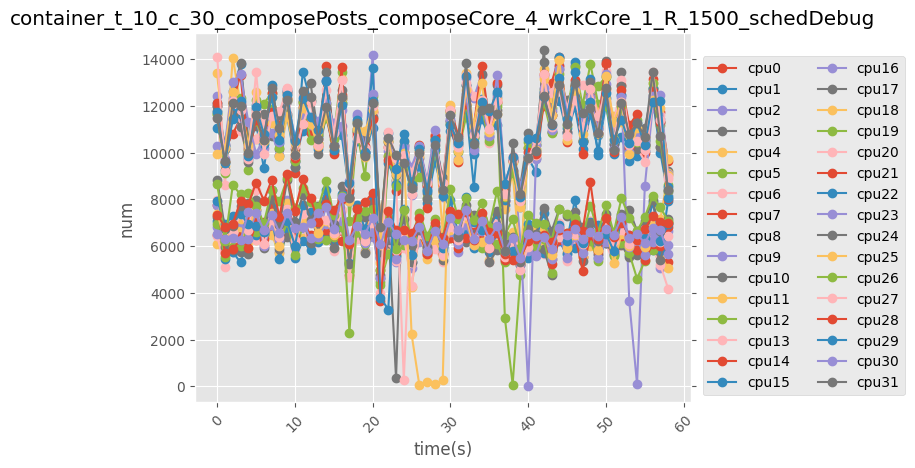 container_t_10_c_30_composePosts_composeCore_4_wrkCore_1_R_1500_schedDebug
14000
12000
10000
8000
6000
4000
2000
0
num
0 10 20 30 40 50 60
time(s)
cpu0 cpu16
cpu1 cpu17
cpu2 cpu18
cpu3 cpu19
cpu4 cpu20
cpu5 cpu21
cpu6 cpu22
cpu7 cpu23
cpu8 cpu24
cpu9 cpu25
cpu10 cpu26
cpu11 cpu27
cpu12 cpu28
cpu13 cpu29
cpu14 cpu30
cpu15 cpu31